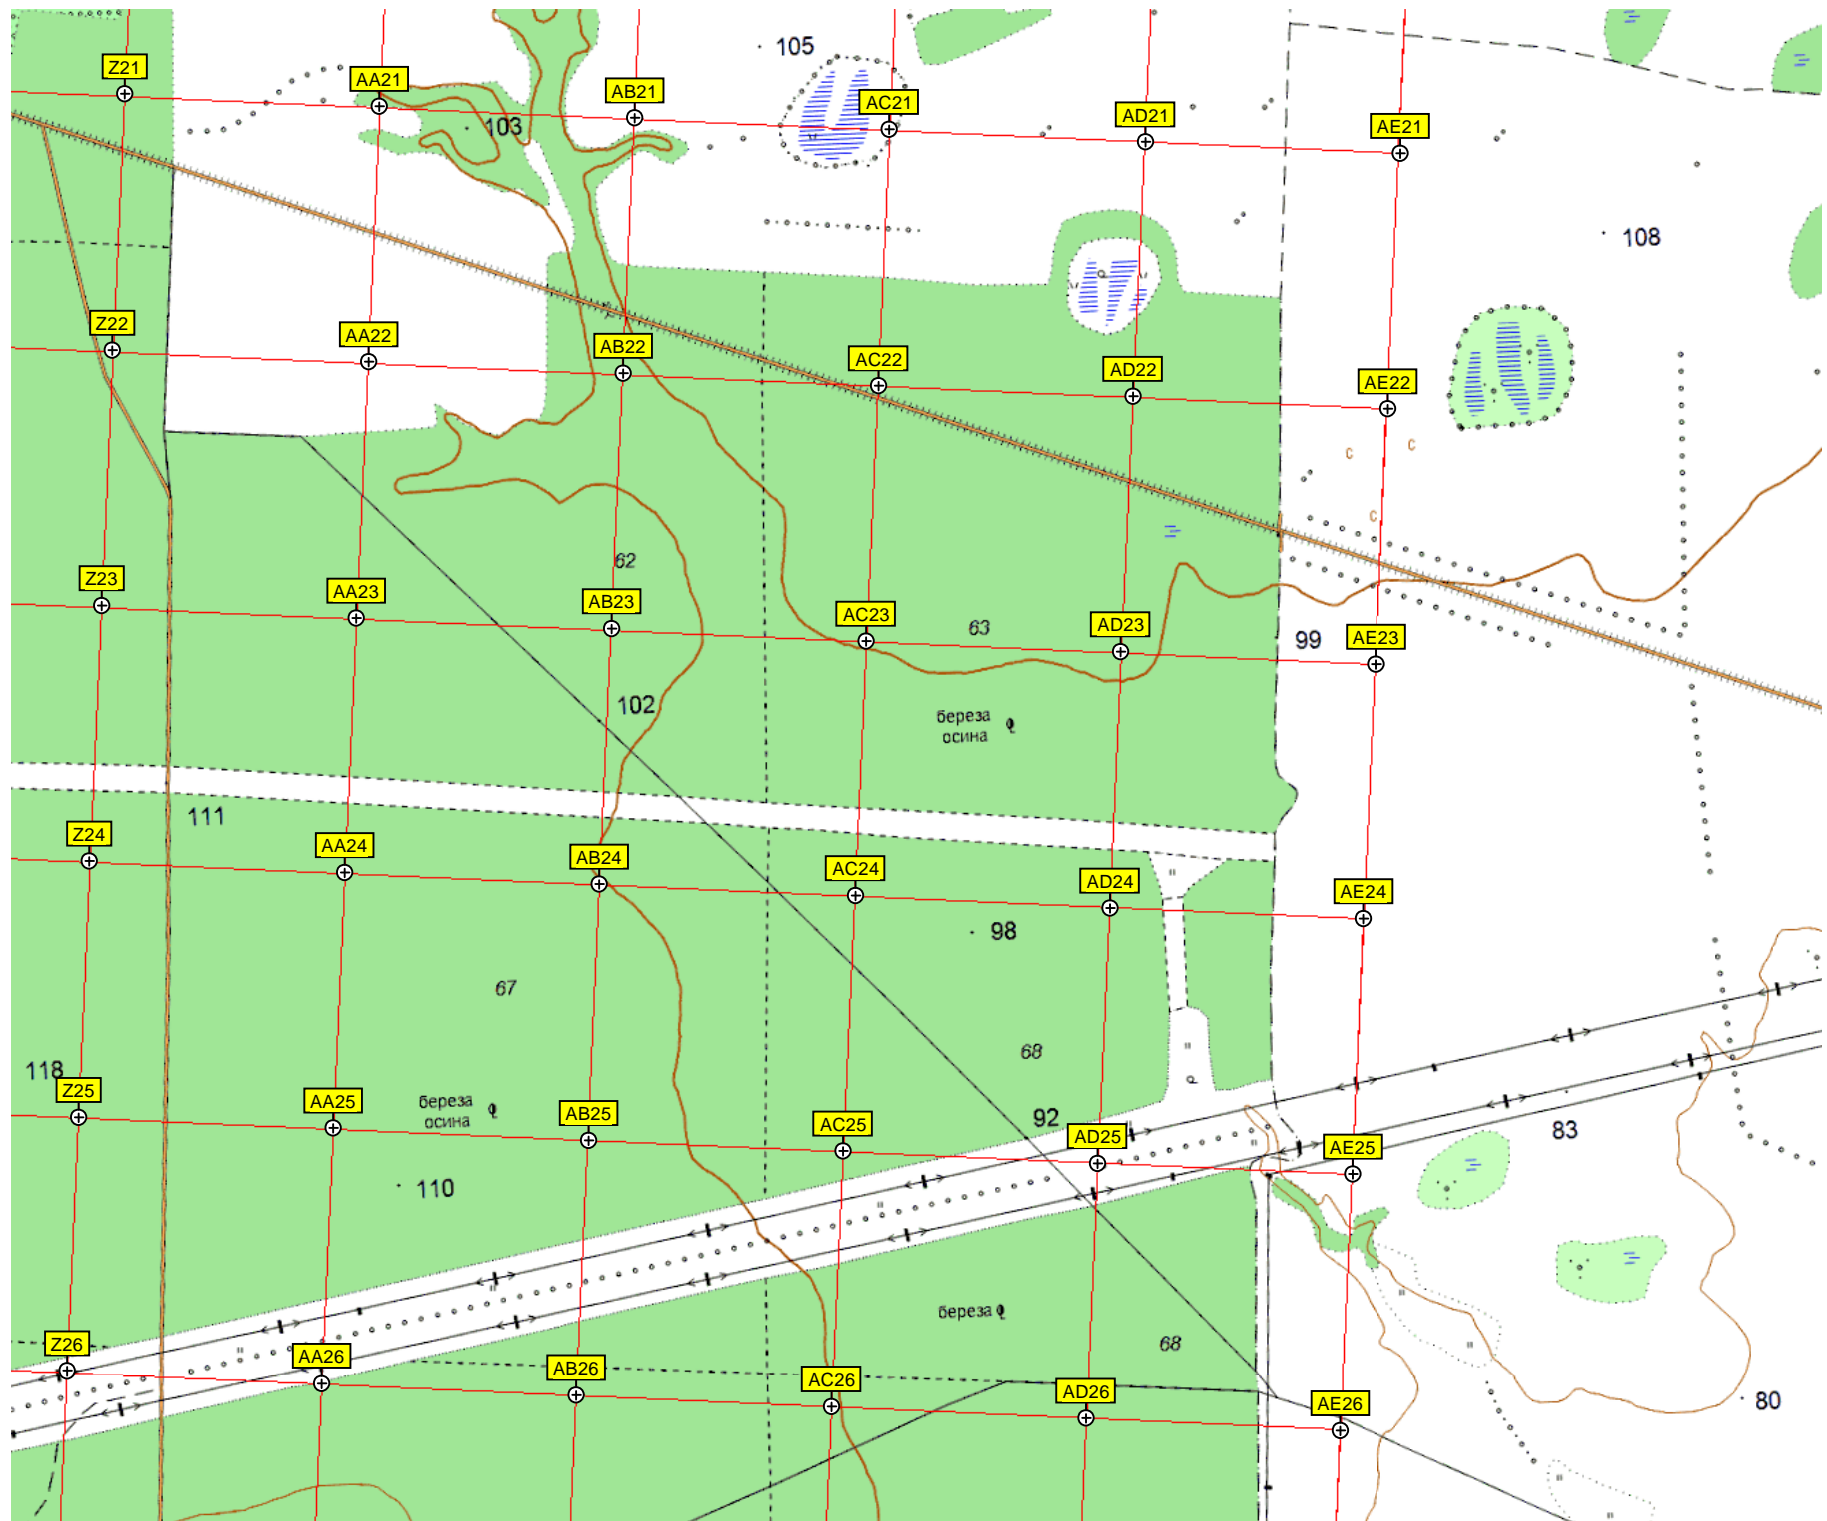 105
Z21
AA21
AB21
AC21
AD21
AE21
103
108
Z22
AA22
AB22
AC22
AD22
AE22
с
с
с
62
Z23
AA23
AB23
AC23
63
AD23
99
AE23
102
береза
осина
111
Z24
AA24
AB24
AC24
AD24
AE24
98
67
68
118
Z25
AA25
береза
осина
AB25
AC25
92
AD25
AE25
83
110
береза
68
Z26
AA26
AB26
AC26
AD26
AE26
80